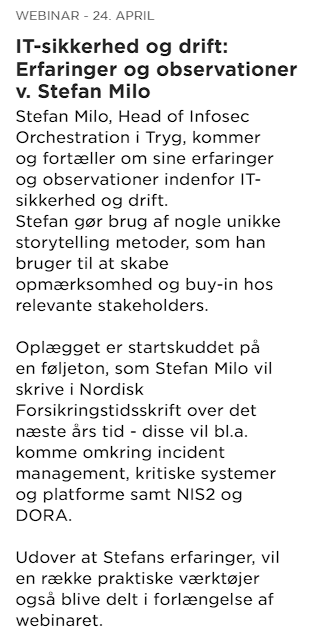 WEBINAR - 24. APRIL
IT-sikkerhed og drift:
Erfaringer og observationer
v. Stefan Milo
Stefan Milo, Head of Infosec
Orchestration i Tryg, kommer
og fortæller om sine erfaringer
og observationer indenfor IT-
sikkerhed og drift.
Stefan gør brug af nogle unikke
storytelling metoder, som han
bruger til at skabe
opmærksomhed og buy-in hos
relevante stakeholders.
Oplægget er startskuddet på
en føljeton, som Stefan Milo vil
skrive i Nordisk
Forsikringstidsskrift over det
næste års tid - disse vil bl.a.
komme omkring incident
management, kritiske systemer
og platforme samt NIS2 og
DORA.
Udover at Stefans erfaringer, vil
en række praktiske værktøjer
også blive delt i forlængelse af
webinaret.